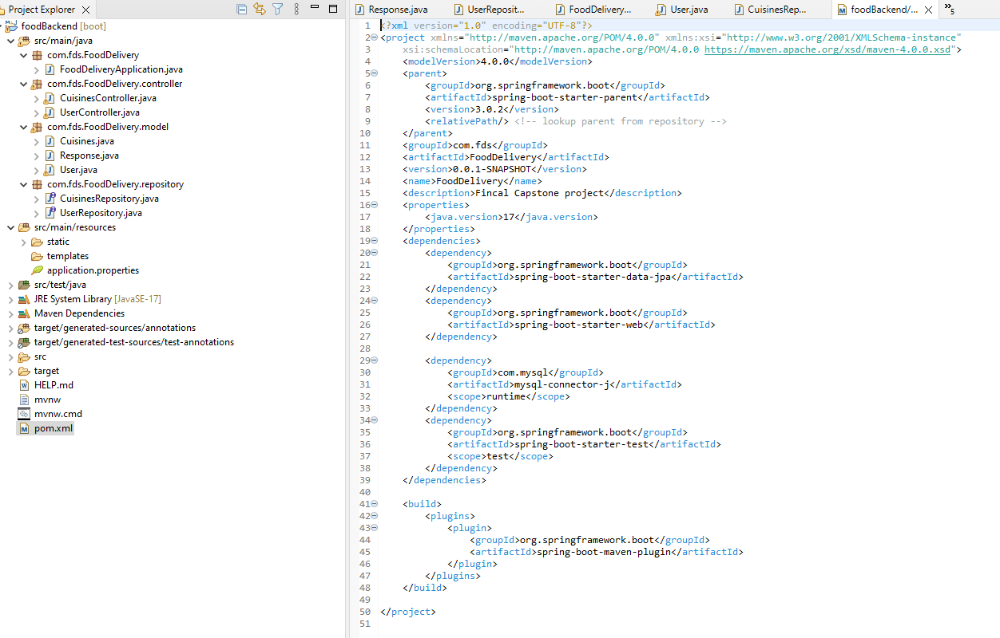 Project Explorer
foodBackend [boot]
src/main/java
com.fds.FoodDelivery
FoodDeliveryApplication.java
com.fds.FoodDelivery.controller
CuisinesController.java
UserController.java
com.fds.FoodDelivery.model
Cuisines.java
Response.java
User.java
com.fds.FoodDelivery.repository
CuisinesRepository.java
UserRepository.java
src/main/resources
static
templates
application.properties
src/test/java
JRE System Library [JavaSE-17]
Maven Dependencies
target/generated-sources/annotations
target/generated-test-sources/test-annotations
src
target
HELP.md
mvnw
mvnw.cmd
pom.xml
Response.java UserReposit... FoodDelivery... User.java CuisinesRep... foodBackend/... »5
1 <?xml version="1.0" encoding="UTF-8"?>
2 <project xmlns="http://maven.apache.org/POM/4.0.0" xmlns:xsi="http://www.w3.org/2001/XMLSchema-instance"
3 xsi:schemaLocation="http://maven.apache.org/POM/4.0.0 https://maven.apache.org/xsd/maven-4.0.0.xsd">
4 <modelVersion>4.0.0</modelVersion>
5 <parent>
6 <groupId>org.springframework.boot</groupId>
7 <artifactId>spring-boot-starter-parent</artifactId>
8 <version>3.0.2</version>
9 <relativePath/> <!-- lookup parent from repository -->
10 </parent>
11 <groupId>com.fds</groupId>
12 <artifactId>FoodDelivery</artifactId>
13 <version>0.0.1-SNAPSHOT</version>
14 <name>FoodDelivery</name>
15 <description>Fincal Capstone project</description>
16 <properties>
17 <java.version>17</java.version>
18 </properties>
19 <dependencies>
20 <dependency>
21 <groupId>org.springframework.boot</groupId>
22 <artifactId>spring-boot-starter-data-jpa</artifactId>
23 </dependency>
24 <dependency>
25 <groupId>org.springframework.boot</groupId>
26 <artifactId>spring-boot-starter-web</artifactId>
27 </dependency>
28
29 <dependency>
30 <groupId>com.mysql</groupId>
31 <artifactId>mysql-connector-j</artifactId>
32 <scope>runtime</scope>
33 </dependency>
34 <dependency>
35 <groupId>org.springframework.boot</groupId>
36 <artifactId>spring-boot-starter-test</artifactId>
37 <scope>test</scope>
38 </dependency>
39 </dependencies>
40
41 <build>
42 <plugins>
43 <plugin>
44 <groupId>org.springframework.boot</groupId>
45 <artifactId>spring-boot-maven-plugin</artifactId>
46 </plugin>
47 </plugins>
48 </build>
49
50 </project>
51